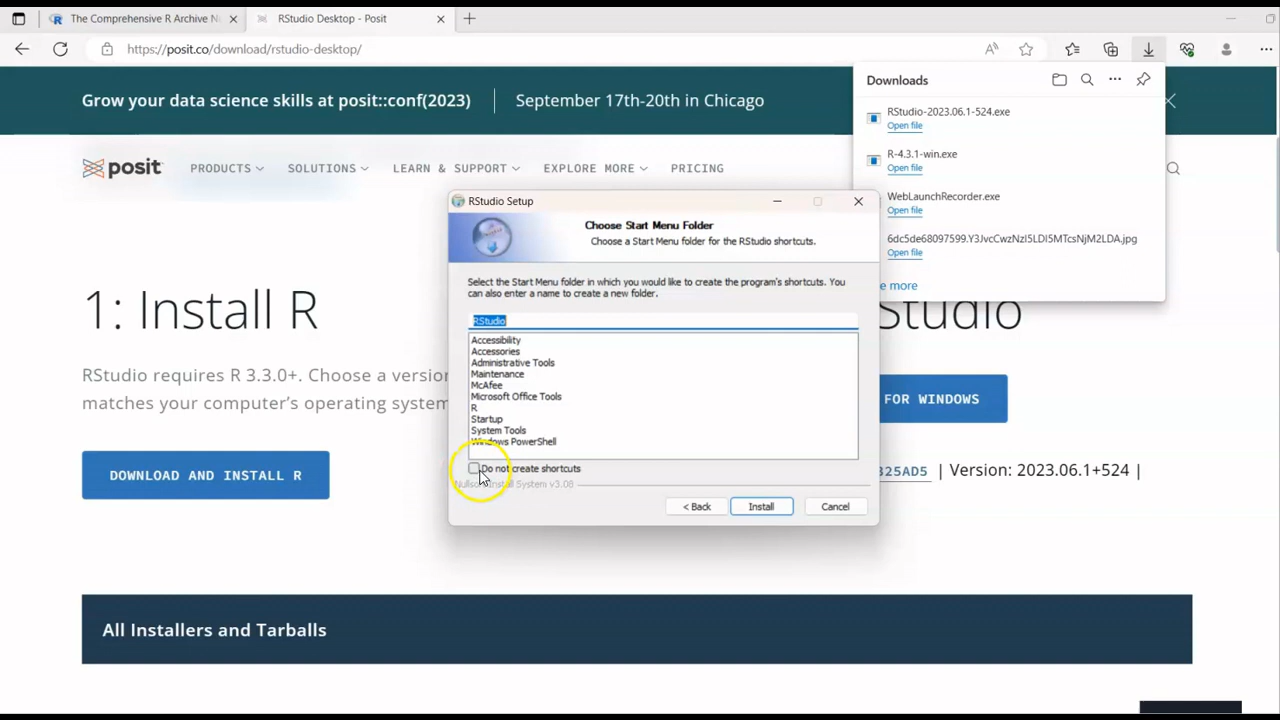 The Comprehensive R Archive N
RStudio Desktop - Posit
https://posit.co/download/rstudio-desktop/
Grow your data science skills at posit::conf(2023)
September 17th-20th in Chicago
Downloads
RStudio-2023.06.1-524.exe
Open file
R-4.3.1-win.exe
Open file
WebLaunchRecorder.exe
Open file
6dc5de68097599.Y3JvcCwzNzI5LDI5MTcsNjM2LDA.jpg
Open file
e more
posit
PRODUCTS
SOLUTIONS
LEARN & SUPPORT
EXPLORE MORE
PRICING
RStudio Setup
Choose Start Menu Folder
Choose a Start Menu folder for the RStudio shortcuts.
Select the Start Menu folder in which you would like to create the program's shortcuts. You
can also enter a name to create a new folder.
RStudio
Accessibility
Accessories
Administrative Tools
Maintenance
McAfee
Microsoft Office Tools
R
Startup
System Tools
Windows PowerShell
Do not create shortcuts
Nullsoft Install System v3.08
< Back
Install
Cancel
1: Install R
RStudio requires R 3.3.0+. Choose a version
matches your computer's operating system
DOWNLOAD AND INSTALL R
Studio
FOR WINDOWS
325AD5 | Version: 2023.06.1+524 |
All Installers and Tarballs